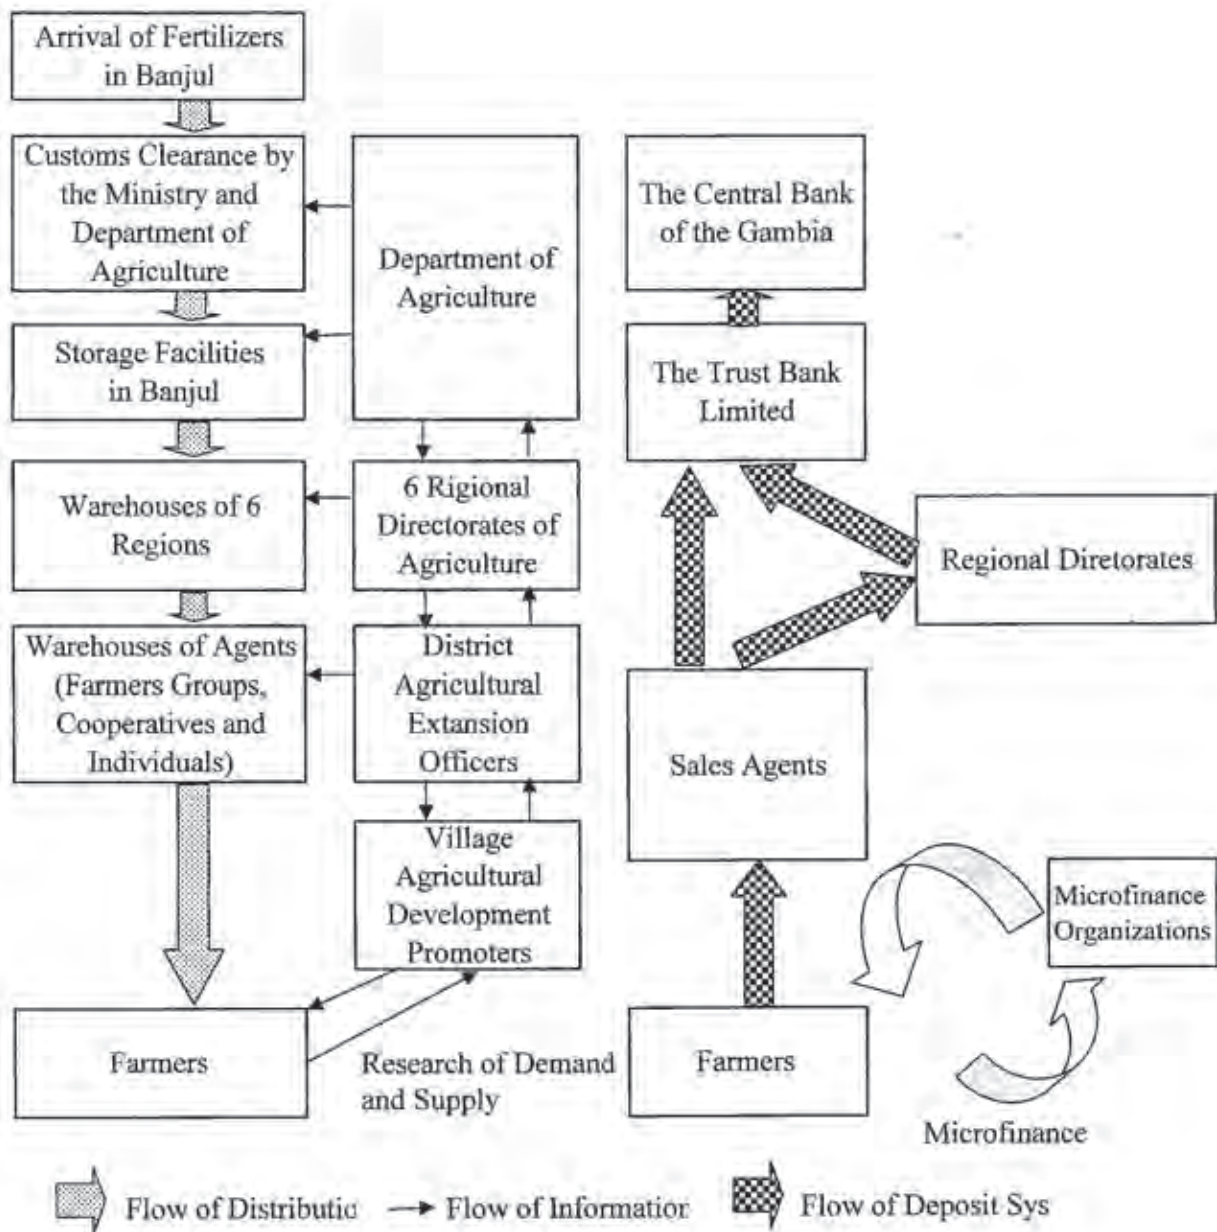 Arrival of Fertilizers
in Banjul
Customs Clearance by
the Ministry and
Department of
Agriculture
Storage Facilities
in Banjul
Warehouses of 6
Regions
Warehouses of Agents
(Farmers Groups,
Cooperatives and
Individuals)
Farmers
Department of
Agriculture
6 Rigional
Directorates of
Agriculture
District
Agricultural
Extansion
Officers
Village
Agricultural
Development
Promoters
Research of Demand
and Supply
The Central Bank
of the Gambia
The Trust Bank
Limited
Regional Diretorates
Sales Agents
Farmers
Microfinance
Organizations
Microfinance
Flow of Distributic
Flow of Informatior
Flow of Deposit Sys